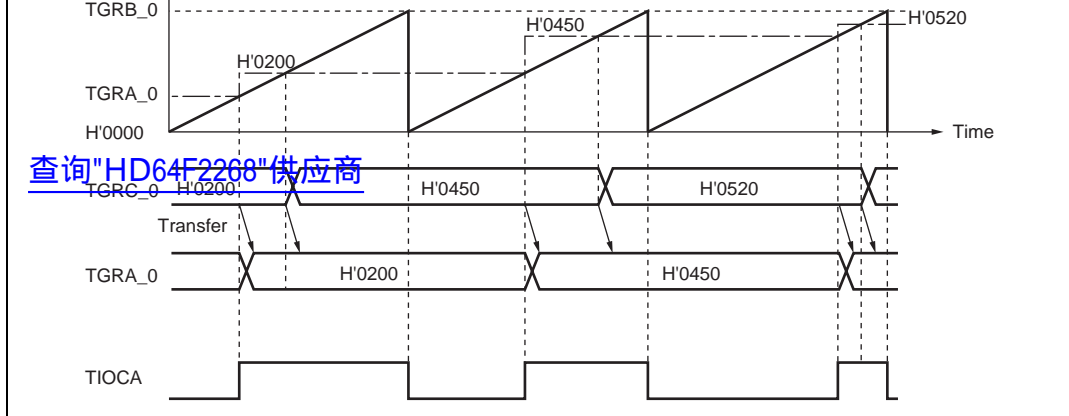 TGRB_0
H'0520
H'0450
H'0200
TGRA_0
H'0000
Time
查询"HD64F2268"供应商
TGRC_0 H'0200 H'0450 H'0520
Transfer
TGRA_0 H'0200 H'0450
TIOCA